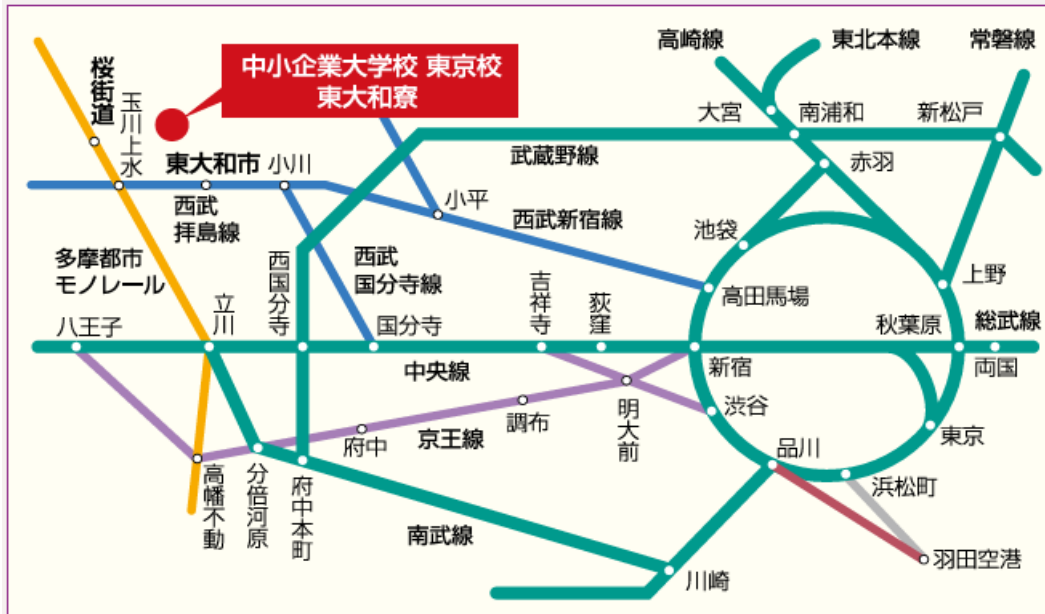 高崎線
東北本線
常磐線
中小企業大学校 東京校
東大和寮
桜街道
玉川上水
大宮
南浦和
新松戸
東大和市
小川
武蔵野線
赤羽
小平
西武
拝島線
西武新宿線
池袋
多摩都市
モノレール
西国分寺
西武
国分寺線
上野
高田馬場
立川
吉祥寺
荻窪
八王子
国分寺
秋葉原
総武線
中央線
新宿
両国
渋谷
調布
明大前
府中
京王線
東京
品川
高幡不動
分倍河原
府中本町
浜松町
南武線
羽田空港
川崎